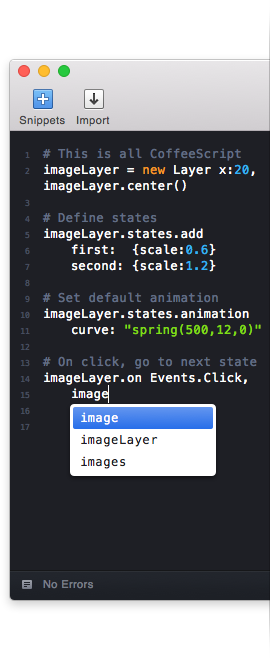 Snippets Import
1 # This is all CoffeeScript
2 imageLayer = new Layer x:20,
imageLayer.center()
3
4 # Define states
5 imageLayer.states.add
6 first: {scale:0.6}
7 second: {scale:1.2}
8
9 # Set default animation
10 imageLayer.states.animation
11 curve: "spring(500,12,0)"
12
13 # On click, go to next state
14 imageLayer.on Events.Click,
15 image
16 image
17 imageLayer
images
No Errors